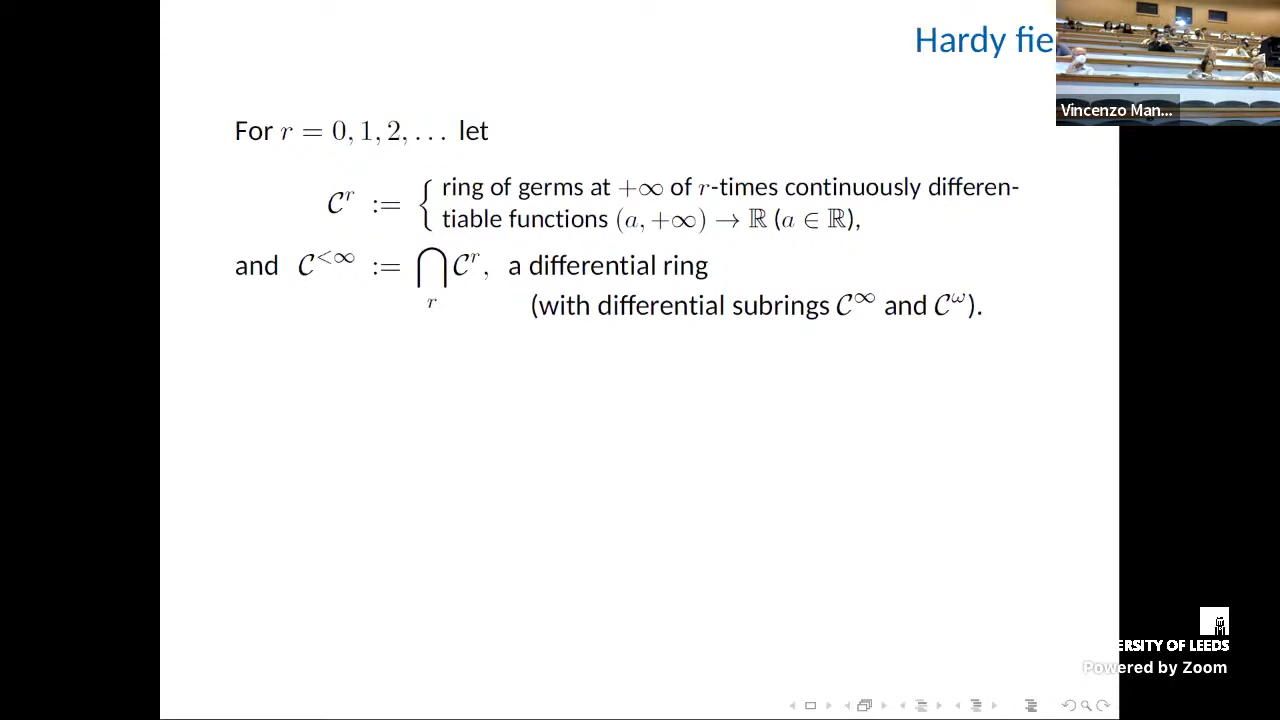 Hardy fie
Vincenzo Man...
For r = 0, 1, 2, … let
𝒞^r := { ring of germs at +∞ of r-times continuously differen-
tiable functions (a, +∞) → ℝ (a ∈ ℝ),
and 𝒞^{<∞} := ⋂_r 𝒞^r, a differential ring
(with differential subrings 𝒞^∞ and 𝒞^ω).
ERSITY OF LEEDS
Powered by Zoom